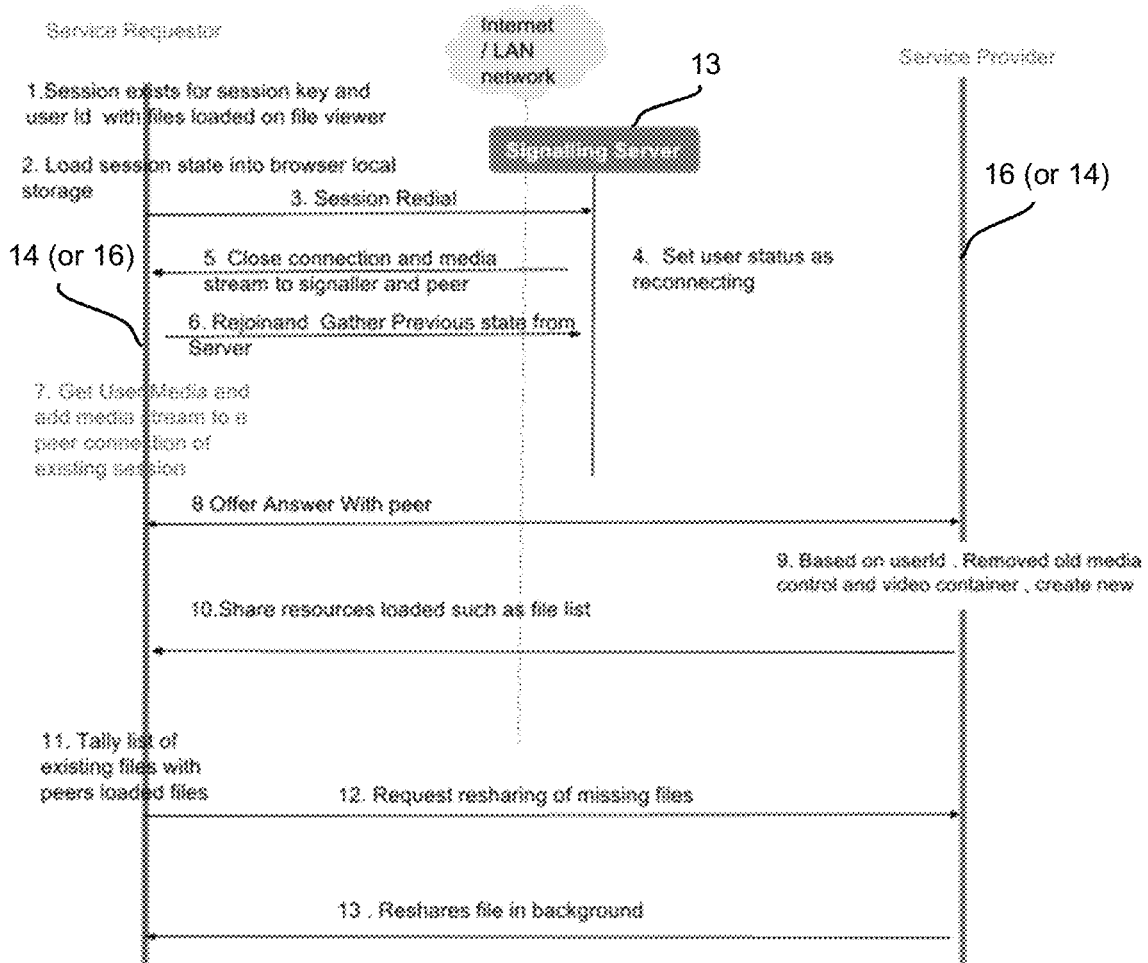 Service Requestor
Internet
/ LAN
network
Service Provider
13
1.Session exists for session key and
user Id with files loaded on file viewer
Signalling Server
2. Load session state into browser local
storage
16 (or 14)
3. Session Redial
14 (or 16)
5. Close connection and media
stream to signaller and peer
4. Set user status as
reconnecting
6. Rejoinand Gather Previous state from
Server
7. Get User Media and
add media stream to e
peer connection of
existing session
8 Offer Answer With peer
9. Based on userId . Removed old media
control and video container , create new
10.Share resources loaded such as file list
11. Tally list of
existing files with
peers loaded files
12. Request resharing of missing files
13 . Reshares file in background